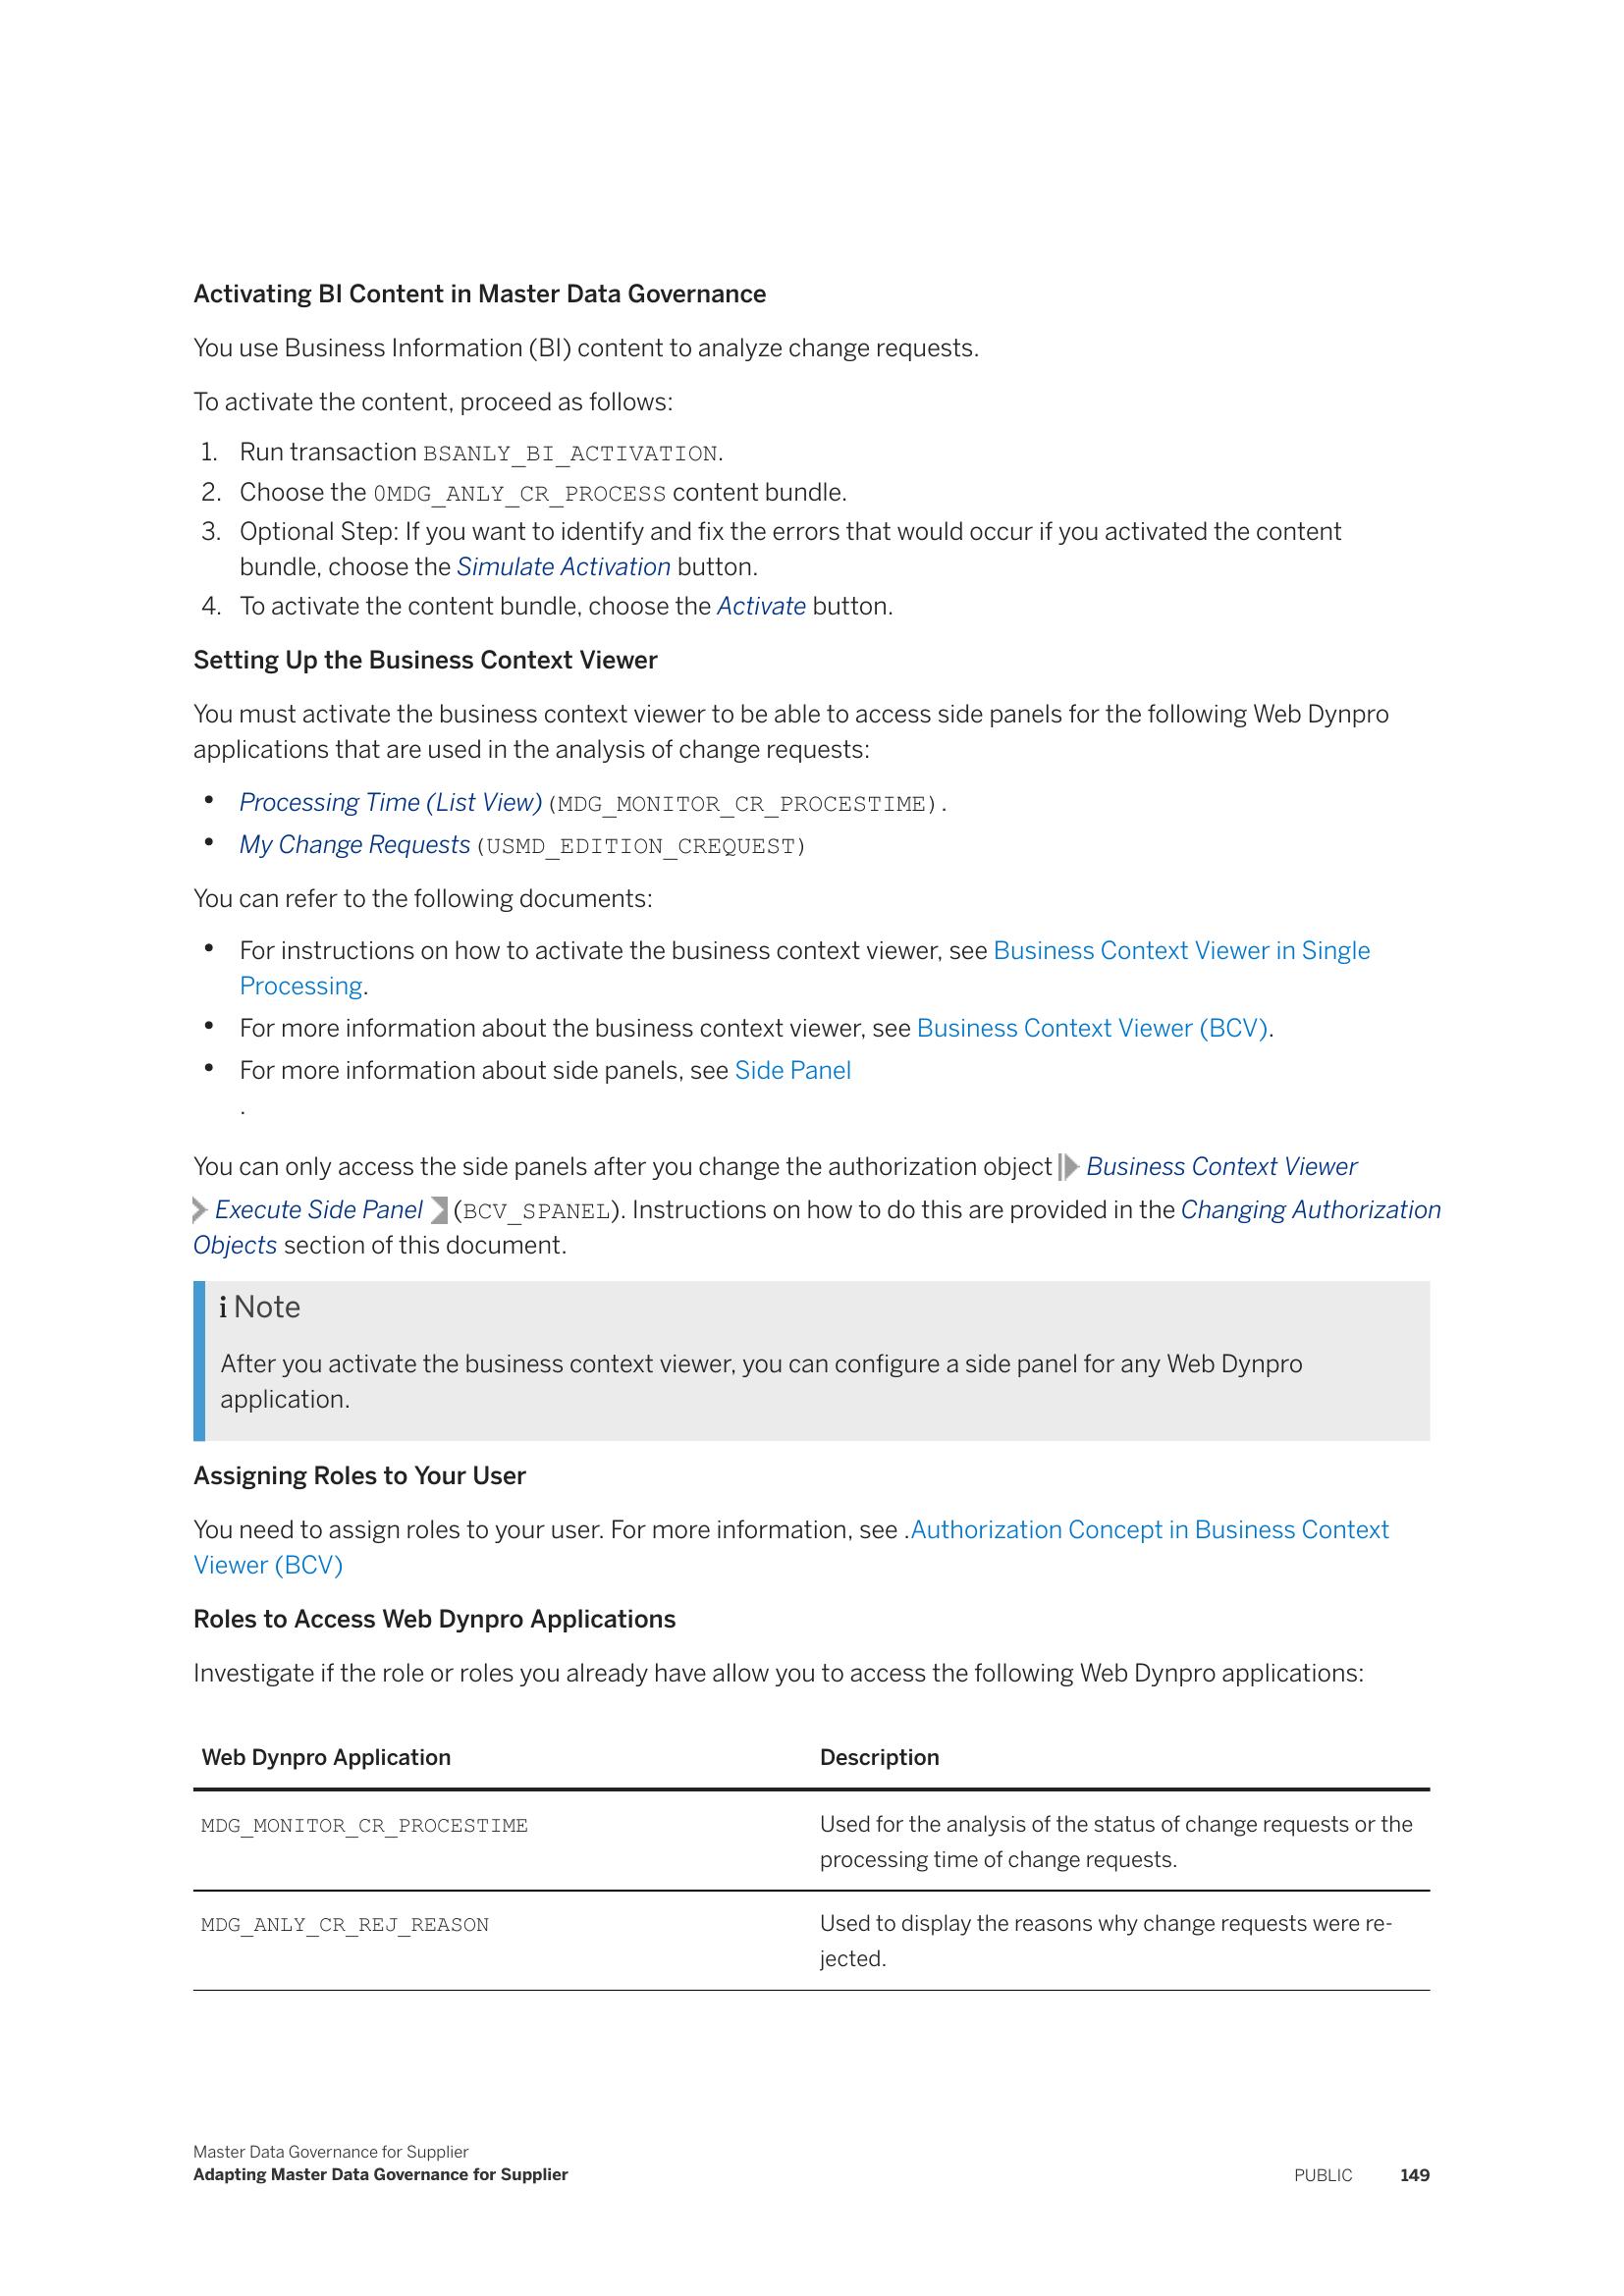 Activating BI Content in Master Data Governance
You use Business Information (BI) content to analyze change requests.
To activate the content, proceed as follows:
1. Run transaction BSANLY_BI_ACTIVATION.
2. Choose the 0MDG_ANLY_CR_PROCESS content bundle.
3. Optional Step: If you want to identify and fix the errors that would occur if you activated the content
bundle, choose the Simulate Activation button.
4. To activate the content bundle, choose the Activate button.
Setting Up the Business Context Viewer
You must activate the business context viewer to be able to access side panels for the following Web Dynpro
applications that are used in the analysis of change requests:
• Processing Time (List View) (MDG_MONITOR_CR_PROCESTIME).
• My Change Requests (USMD_EDITION_CREQUEST)
You can refer to the following documents:
• For instructions on how to activate the business context viewer, see Business Context Viewer in Single
Processing.
• For more information about the business context viewer, see Business Context Viewer (BCV).
• For more information about side panels, see Side Panel
.
You can only access the side panels after you change the authorization object Business Context Viewer
Execute Side Panel (BCV_SPANEL). Instructions on how to do this are provided in the Changing Authorization
Objects section of this document.
i Note
After you activate the business context viewer, you can configure a side panel for any Web Dynpro
application.
Assigning Roles to Your User
You need to assign roles to your user. For more information, see .Authorization Concept in Business Context
Viewer (BCV)
Roles to Access Web Dynpro Applications
Investigate if the role or roles you already have allow you to access the following Web Dynpro applications:
Web Dynpro Application Description
MDG_MONITOR_CR_PROCESTIME Used for the analysis of the status of change requests or the
processing time of change requests.
MDG_ANLY_CR_REJ_REASON Used to display the reasons why change requests were re-
jected.
Master Data Governance for Supplier
Adapting Master Data Governance for Supplier PUBLIC 149